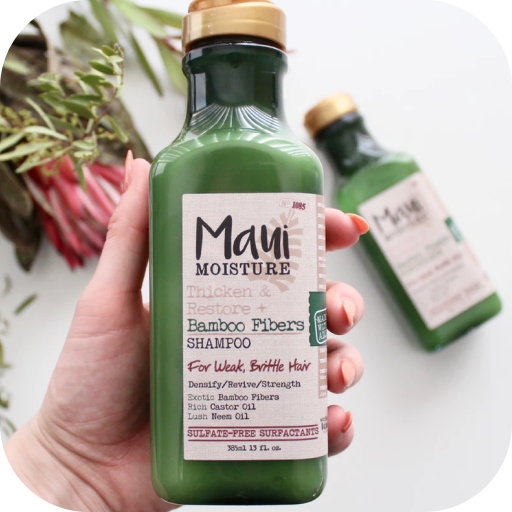 Maui
MOISTURE
Thicken &
Restore +
Bamboo Fibers
SHAMPOO
For Weak, Brittle Hair
Densify/Revive/Strength
Exotic Bamboo Fibers
Rich Castor Oil
Lush Neem Oil
SULFATE-FREE SURFACTANTS
385ml 13 fl. oz.
Maui